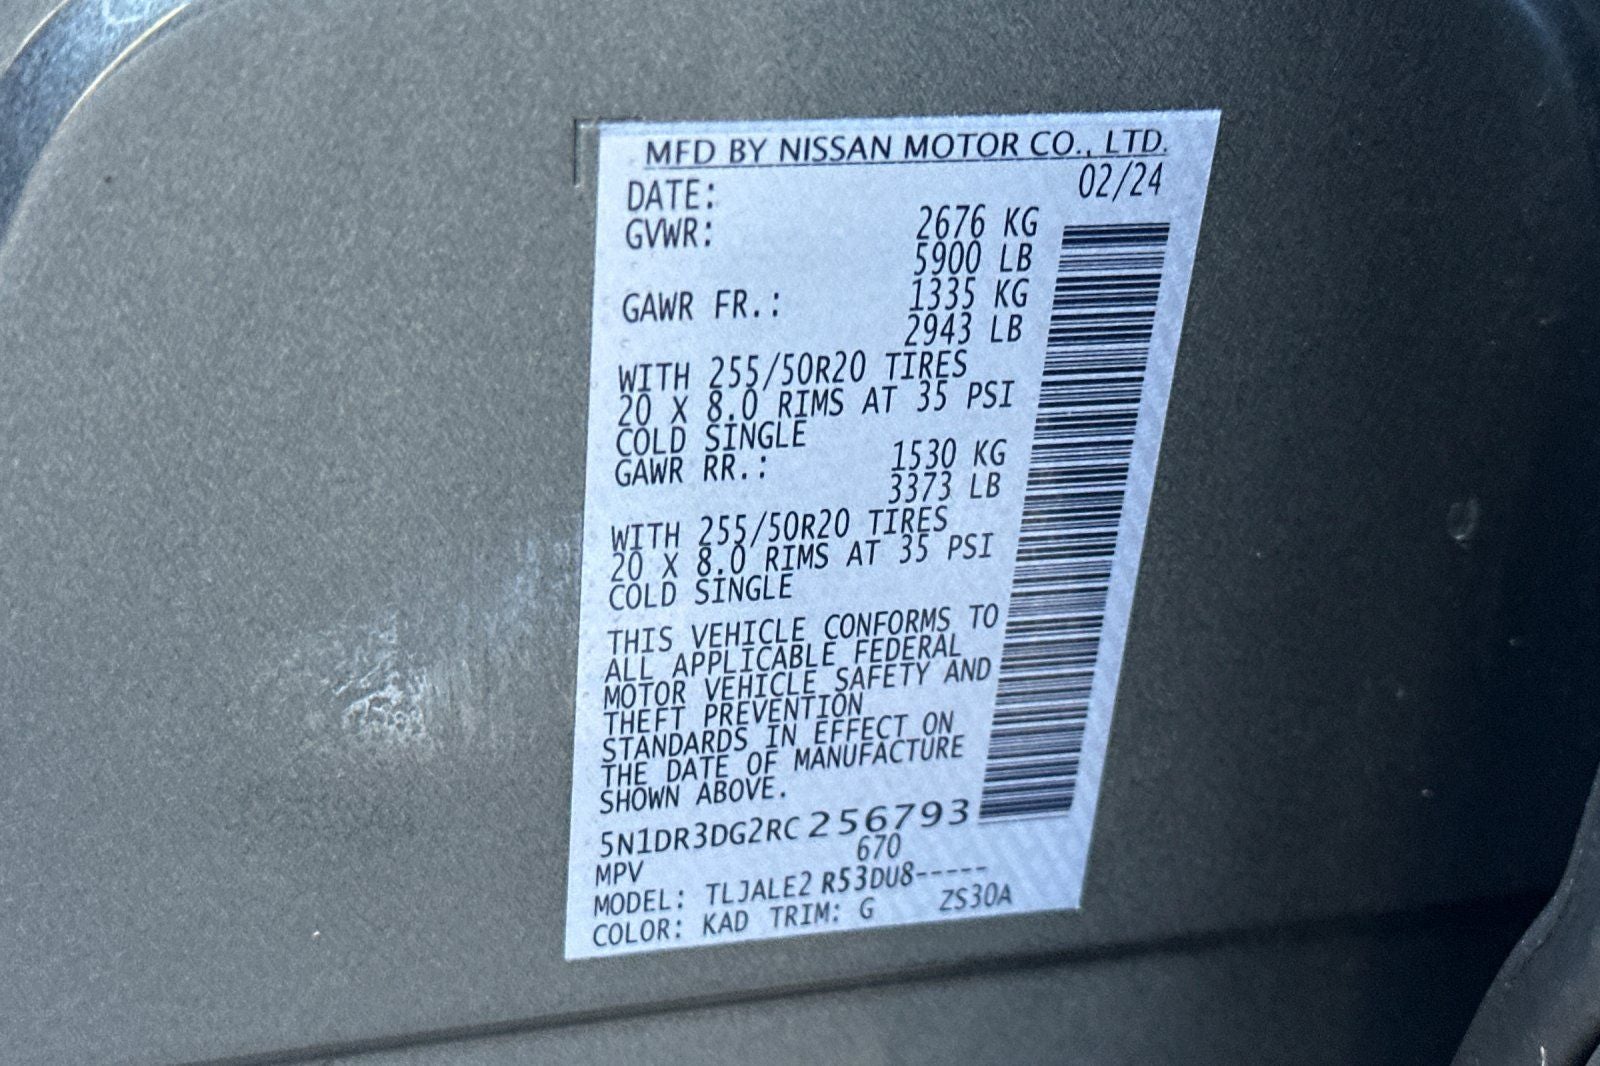 MFD BY NISSAN MOTOR CO., LTD.
DATE: 02/24
GVWR: 2676 KG
5900 LB
GAWR FR.: 1335 KG
2943 LB
WITH 255/50R20 TIRES
20 X 8.0 RIMS AT 35 PSI
COLD SINGLE
GAWR RR.: 1530 KG
3373 LB
WITH 255/50R20 TIRES
20 X 8.0 RIMS AT 35 PSI
COLD SINGLE
THIS VEHICLE CONFORMS TO
ALL APPLICABLE FEDERAL
MOTOR VEHICLE SAFETY AND
THEFT PREVENTION
STANDARDS IN EFFECT ON
THE DATE OF MANUFACTURE
SHOWN ABOVE.
5N1DR3DG2RC256793
MPV 670
MODEL: TLJALE2 R53DU8-----
COLOR: KAD TRIM: G ZS30A